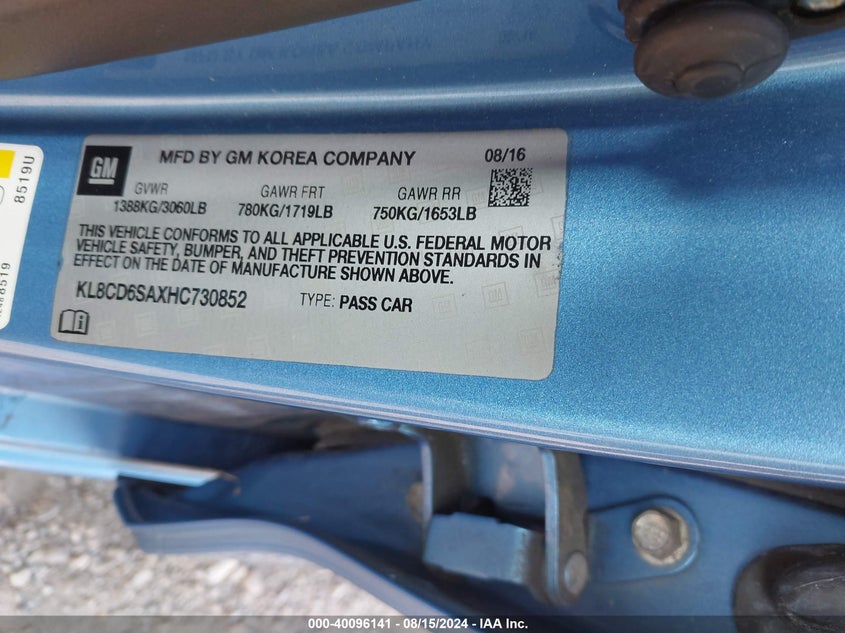 GM
MFD BY GM KOREA COMPANY 08/16
GVWR GAWR FRT GAWR RR
1388KG/3060LB 780KG/1719LB 750KG/1653LB
THIS VEHICLE CONFORMS TO ALL APPLICABLE U.S. FEDERAL MOTOR
VEHICLE SAFETY, BUMPER, AND THEFT PREVENTION STANDARDS IN
EFFECT ON THE DATE OF MANUFACTURE SHOWN ABOVE.
KL8CD6SAXHC730852 TYPE: PASS CAR
8519U
000-40096141 - 08/15/2024 - IAA Inc.